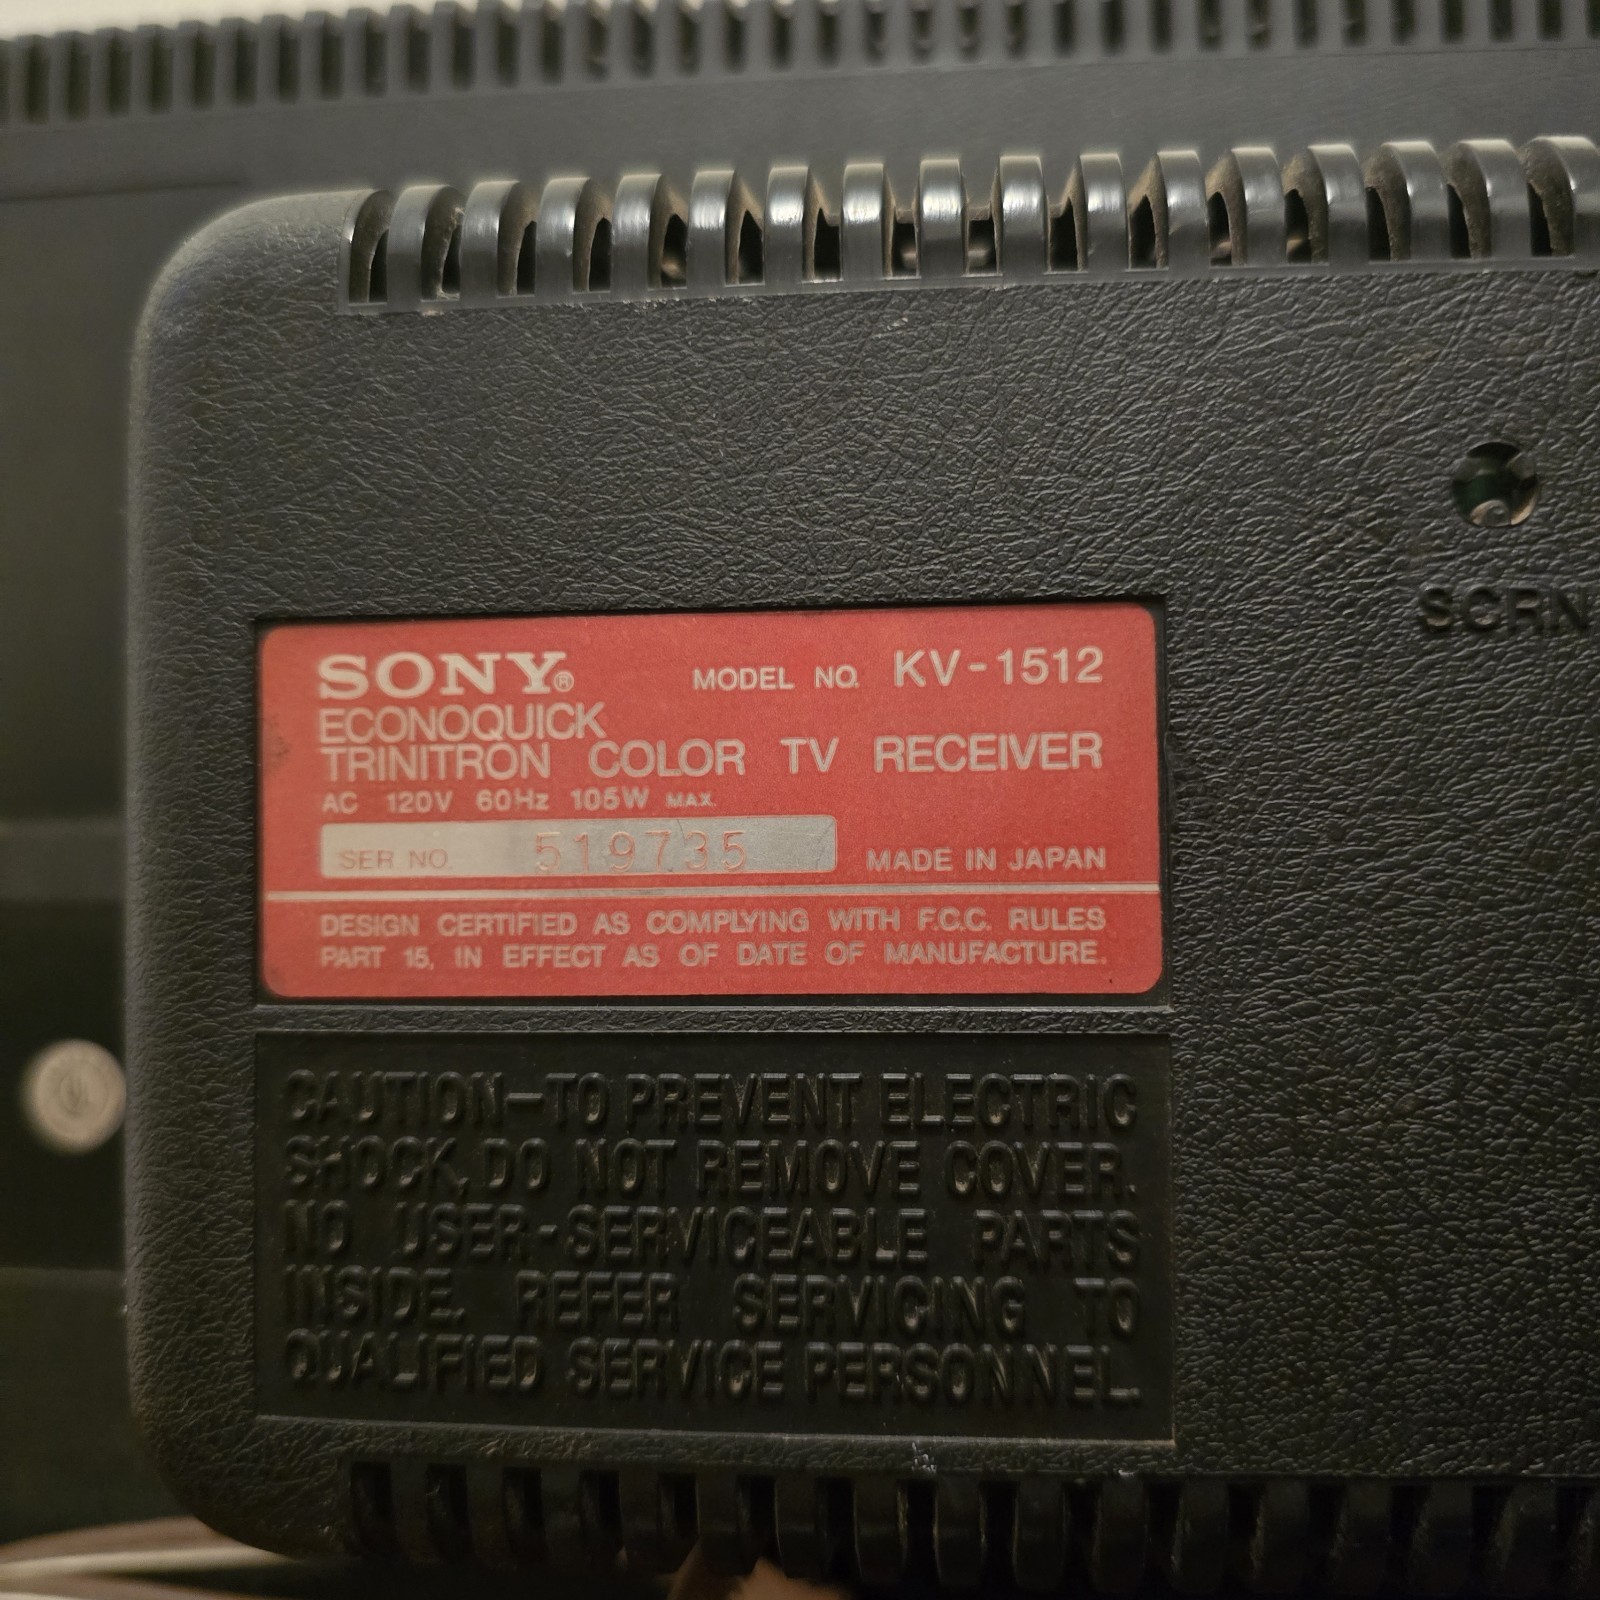 SCRN
SONY® MODEL NO. KV-1512
ECONOQUICK
TRINITRON COLOR TV RECEIVER
AC 120V 60Hz 105W MAX.
SER NO. 519735 MADE IN JAPAN
DESIGN CERTIFIED AS COMPLYING WITH F.C.C. RULES
PART 15, IN EFFECT AS OF DATE OF MANUFACTURE.
CAUTION—TO PREVENT ELECTRIC
SHOCK, DO NOT REMOVE COVER.
NO USER-SERVICEABLE PARTS
INSIDE. REFER SERVICING TO
QUALIFIED SERVICE PERSONNEL.